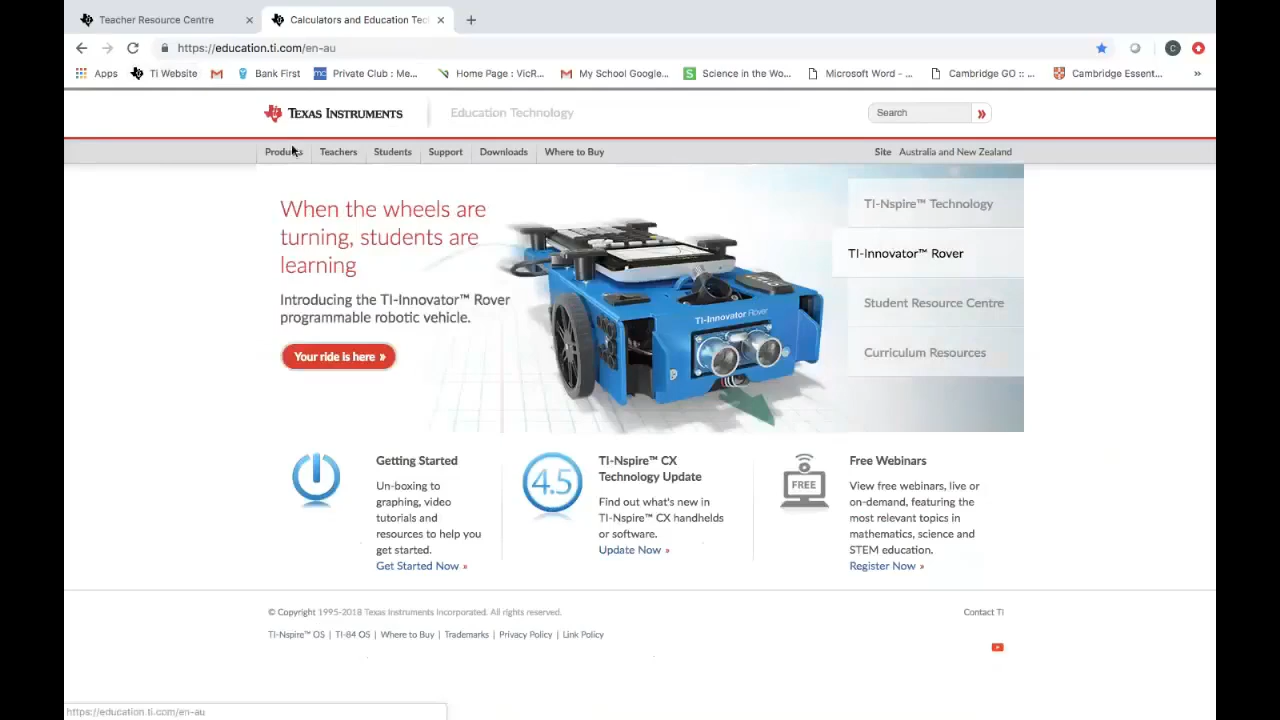 Teacher Resource Centre
Calculators and Education Tec
https://education.ti.com/en-au
Apps TI Website Bank First Private Club : Me... Home Page : VicR... My School Google... Science in the Wo... Microsoft Word - ... Cambridge GO :: ... Cambridge Essent...
TEXAS INSTRUMENTS Education Technology Search
Products Teachers Students Support Downloads Where to Buy Site Australia and New Zealand
When the wheels are
turning, students are
learning
Introducing the TI-Innovator™ Rover
programmable robotic vehicle.
Your ride is here »
TI-Innovator Rover
TI-Nspire™ Technology
TI-Innovator™ Rover
Student Resource Centre
Curriculum Resources
Getting Started
Un-boxing to
graphing, video
tutorials and
resources to help you
get started.
Get Started Now »
4.5
TI-Nspire™ CX
Technology Update
Find out what's new in
TI-Nspire™ CX handhelds
or software.
Update Now »
FREE
Free Webinars
View free webinars, live or
on-demand, featuring the
most relevant topics in
mathematics, science and
STEM education.
Register Now »
© Copyright 1995-2018 Texas Instruments Incorporated. All rights reserved. Contact TI
TI-Nspire™ OS | TI-84 OS | Where to Buy | Trademarks | Privacy Policy | Link Policy
https://education.ti.com/en-au